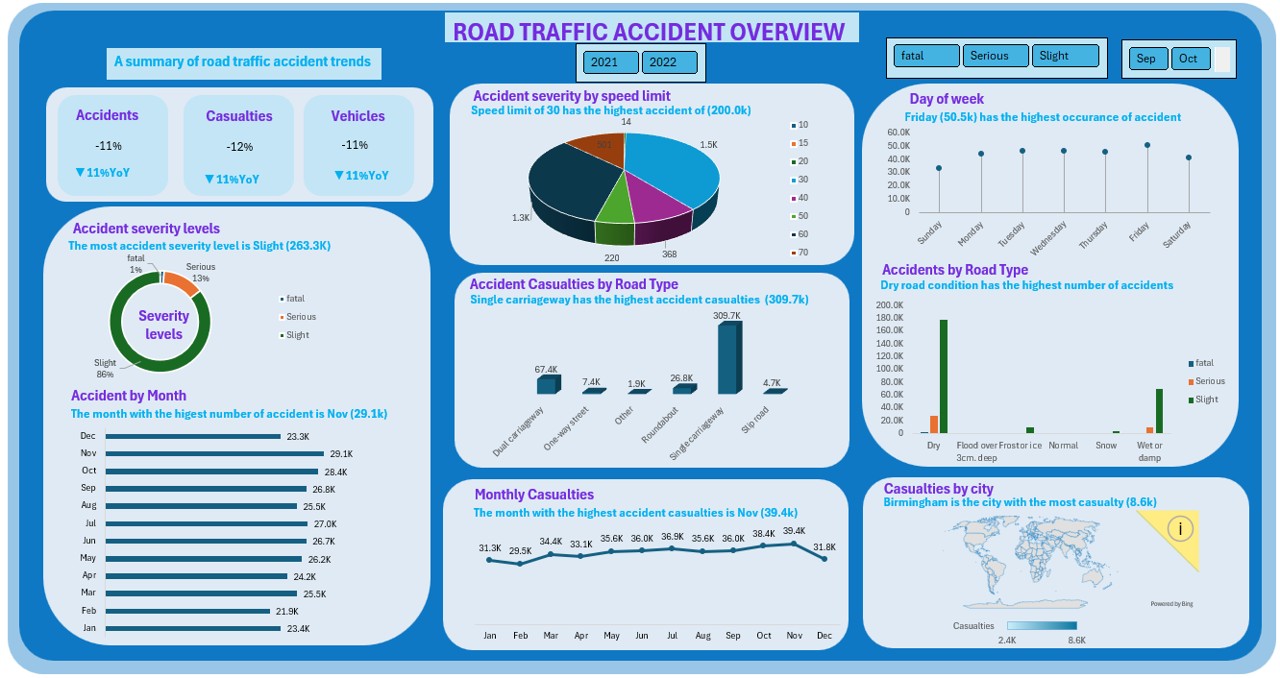 ROAD TRAFFIC ACCIDENT OVERVIEW
A summary of road traffic accident trends
2021 2022
fatal Serious Slight
Sep Oct
Accidents
-11%
▼11%YoY
Casualties
-12%
▼11%YoY
Vehicles
-11%
▼11%YoY
Accident severity levels
The most accident severity level is Slight (263.3K)
fatal
1%
Serious
13%
Slight
86%
Severity
levels
fatal
Serious
Slight
Accident by Month
The month with the higest number of accident is Nov (29.1k)
Dec 23.3K
Nov 29.1K
Oct 28.4K
Sep 26.8K
Aug 25.5K
Jul 27.0K
Jun 26.7K
May 26.2K
Apr 24.2K
Mar 25.5K
Feb 21.9K
Jan 23.4K
Accident severity by speed limit
Speed limit of 30 has the highest accident of (200.0k)
14
1.5K
368
220
1.3K
501
10
15
20
30
40
50
60
70
Accident Casualties by Road Type
Single carriageway has the highest accident casualties (309.7k)
67.4K
7.4K
1.9K
26.8K
309.7K
4.7K
Dual carriageway
One-way street
Other
Roundabout
Single carriageway
Slip road
Monthly Casualties
The month with the highest accident casualties is Nov (39.4k)
31.3K 29.5K 34.4K 33.1K 35.6K 36.0K 36.9K 35.6K 36.0K 38.4K 39.4K 31.8K
Jan Feb Mar Apr May Jun Jul Aug Sep Oct Nov Dec
Day of week
Friday (50.5k) has the highest occurance of accident
60.0K
50.0K
40.0K
30.0K
20.0K
10.0K
0
Sunday
Monday
Tuesday
Wednesday
Thursday
Friday
Saturday
Accidents by Road Type
Dry road condition has the highest number of accidents
200.0K
180.0K
160.0K
140.0K
120.0K
100.0K
80.0K
60.0K
40.0K
20.0K
0
Dry Flood over Frost or ice Normal Snow Wet or
3cm. deep damp
fatal
Serious
Slight
Casualties by city
Birmingham is the city with the most casualty (8.6k)
i
Powered by Bing
Casualties
2.4K 8.6K